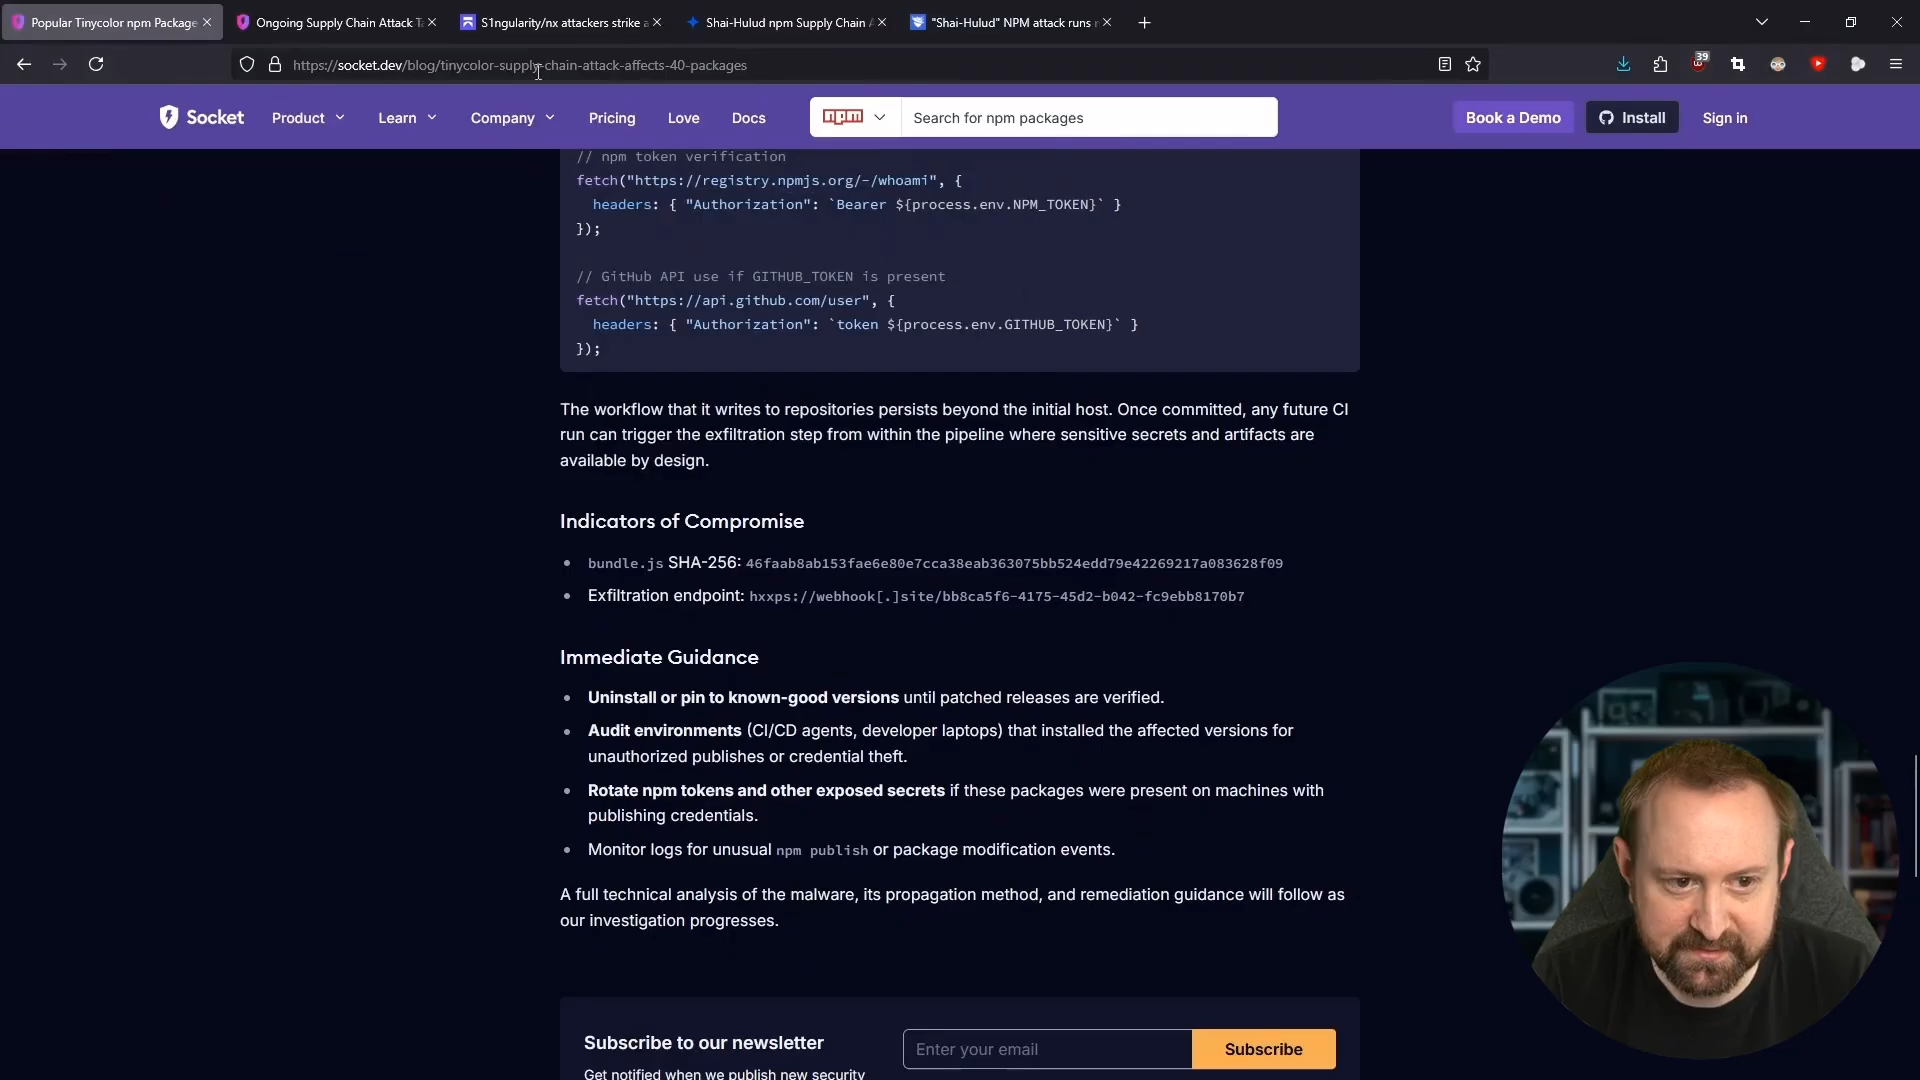 Popular Tinycolor npm Package
Ongoing Supply Chain Attack Ta
S1ngularity/nx attackers strike a
Shai-Hulud npm Supply Chain A
"Shai-Hulud" NPM attack runs r
https://socket.dev/blog/tinycolor-supply-chain-attack-affects-40-packages
39
Socket
Product
Learn
Company
Pricing
Love
Docs
npm
Search for npm packages
Book a Demo
Install
Sign in
// npm token verification
fetch("https://registry.npmjs.org/-/whoami", {
headers: { "Authorization": `Bearer ${process.env.NPM_TOKEN}` }
});
// GitHub API use if GITHUB_TOKEN is present
fetch("https://api.github.com/user", {
headers: { "Authorization": `token ${process.env.GITHUB_TOKEN}` }
});
The workflow that it writes to repositories persists beyond the initial host. Once committed, any future CI
run can trigger the exfiltration step from within the pipeline where sensitive secrets and artifacts are
available by design.
Indicators of Compromise
• bundle.js SHA-256: 46faab8ab153fae6e80e7cca38eab363075bb524edd79e42269217a083628f09
• Exfiltration endpoint: hxxps://webhook[.]site/bb8ca5f6-4175-45d2-b042-fc9ebb8170b7
Immediate Guidance
• Uninstall or pin to known-good versions until patched releases are verified.
• Audit environments (CI/CD agents, developer laptops) that installed the affected versions for
unauthorized publishes or credential theft.
• Rotate npm tokens and other exposed secrets if these packages were present on machines with
publishing credentials.
• Monitor logs for unusual npm publish or package modification events.
A full technical analysis of the malware, its propagation method, and remediation guidance will follow as
our investigation progresses.
Subscribe to our newsletter
Enter your email
Subscribe
Get notified when we publish new security